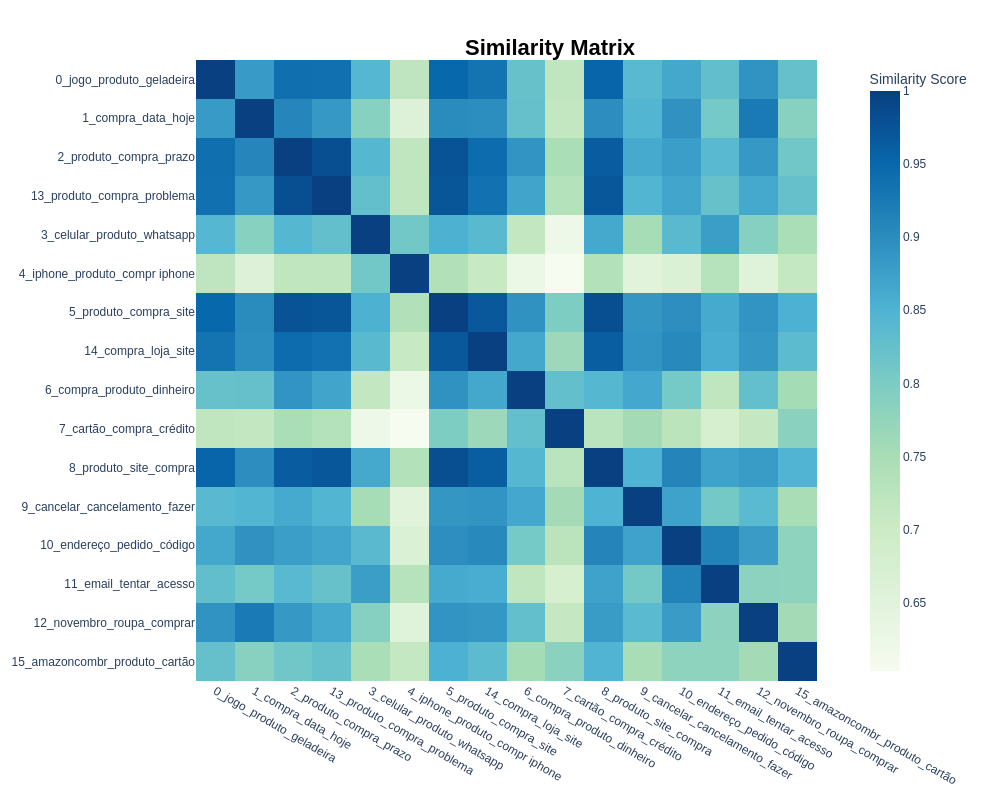 Similarity Matrix
Similarity Score
0_jogo_produto_geladeira
1_compra_data_hoje
2_produto_compra_prazo
13_produto_compra_problema
3_celular_produto_whatsapp
4_iphone_produto_compr iphone
5_produto_compra_site
14_compra_loja_site
6_compra_produto_dinheiro
7_cartão_compra_crédito
8_produto_site_compra
9_cancelar_cancelamento_fazer
10_endereço_pedido_código
11_email_tentar_acesso
12_novembro_roupa_comprar
15_amazoncombr_produto_cartão
1
0.95
0.9
0.85
0.8
0.75
0.7
0.65
0_jogo_produto_geladeira
1_compra_data_hoje
2_produto_compra_prazo
13_produto_compra_problema
3_celular_produto_whatsapp
4_iphone_produto_compr iphone
5_produto_compra_site
14_compra_loja_site
6_compra_produto_dinheiro
7_cartão_compra_crédito
8_produto_site_compra
9_cancelar_cancelamento_fazer
10_endereço_pedido_código
11_email_tentar_acesso
12_novembro_roupa_comprar
15_amazoncombr_produto_cartão